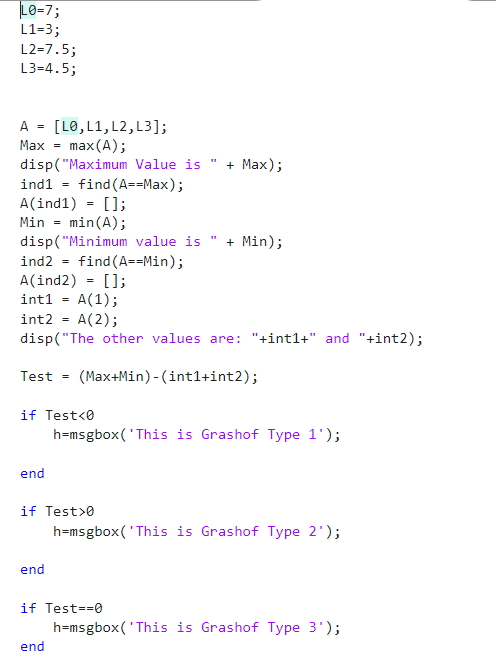 L0=7;
L1=3;
L2=7.5;
L3=4.5;
A = [L0,L1,L2,L3];
Max = max(A);
disp("Maximum Value is " + Max);
ind1 = find(A==Max);
A(ind1) = [];
Min = min(A);
disp("Minimum value is " + Min);
ind2 = find(A==Min);
A(ind2) = [];
int1 = A(1);
int2 = A(2);
disp("The other values are: "+int1+" and "+int2);
Test = (Max+Min)-(int1+int2);
if Test<0
    h=msgbox('This is Grashof Type 1');
end
if Test>0
    h=msgbox('This is Grashof Type 2');
end
if Test==0
    h=msgbox('This is Grashof Type 3');
end